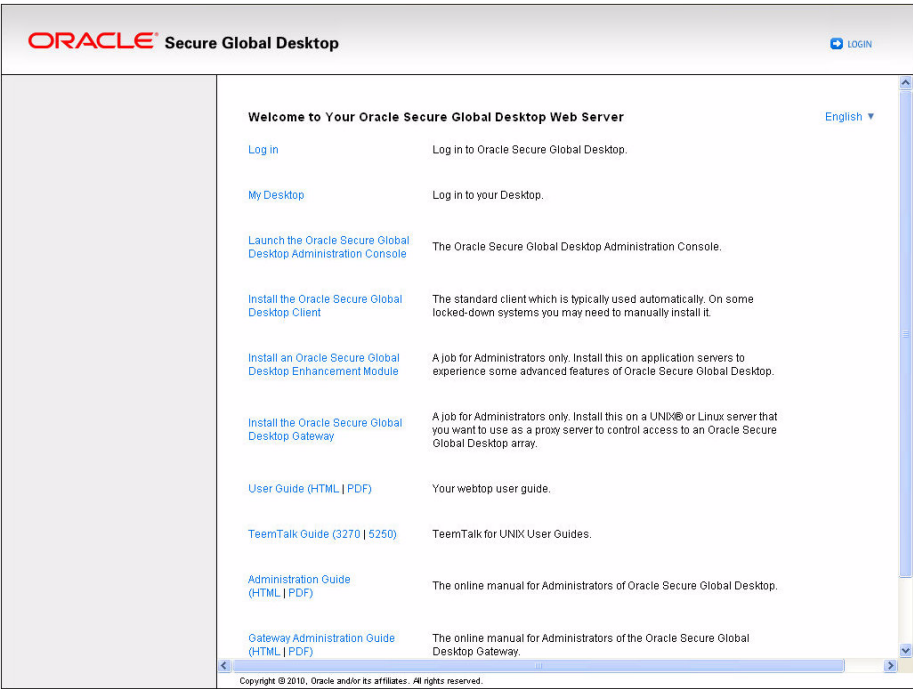 ORACLE® Secure Global Desktop
LOGIN
Welcome to Your Oracle Secure Global Desktop Web Server
English ▼
Log in
Log in to Oracle Secure Global Desktop.
My Desktop
Log in to your Desktop.
Launch the Oracle Secure Global
Desktop Administration Console
The Oracle Secure Global Desktop Administration Console.
Install the Oracle Secure Global
Desktop Client
The standard client which is typically used automatically. On some
locked-down systems you may need to manually install it.
Install an Oracle Secure Global
Desktop Enhancement Module
A job for Administrators only. Install this on application servers to
experience some advanced features of Oracle Secure Global Desktop.
Install the Oracle Secure Global
Desktop Gateway
A job for Administrators only. Install this on a UNIX® or Linux server that
you want to use as a proxy server to control access to an Oracle Secure
Global Desktop array.
User Guide (HTML | PDF)
Your webtop user guide.
TeemTalk Guide (3270 | 5250)
TeemTalk for UNIX User Guides.
Administration Guide
(HTML | PDF)
The online manual for Administrators of Oracle Secure Global Desktop.
Gateway Administration Guide
(HTML | PDF)
The online manual for Administrators of the Oracle Secure Global
Desktop Gateway.
Copyright © 2010, Oracle and/or its affiliates. All rights reserved.